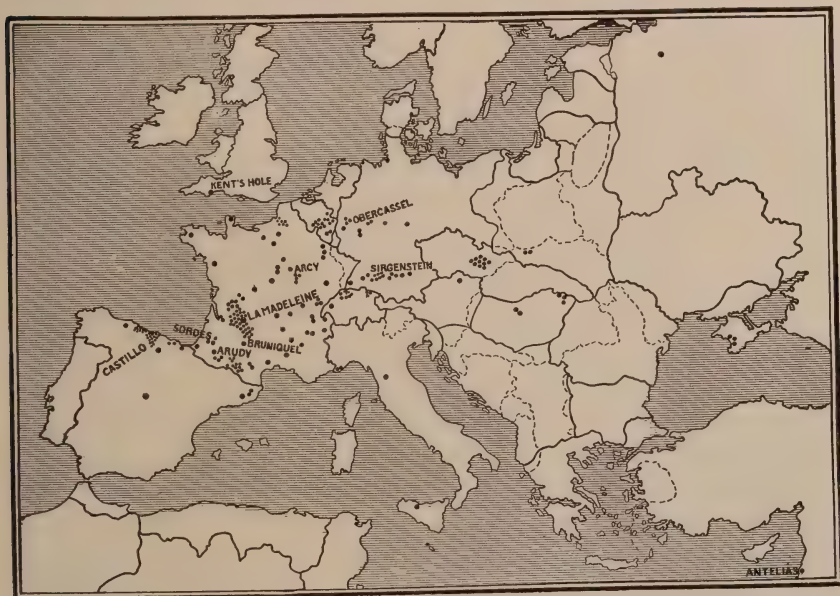 KENT'S HOLE
OBERCASSEL
ARCY
SIRGENSTEIN
LA MADELEINE
SORDES
BRUNIQUEL
CASTILLO
ARUDY
ANTELIAS